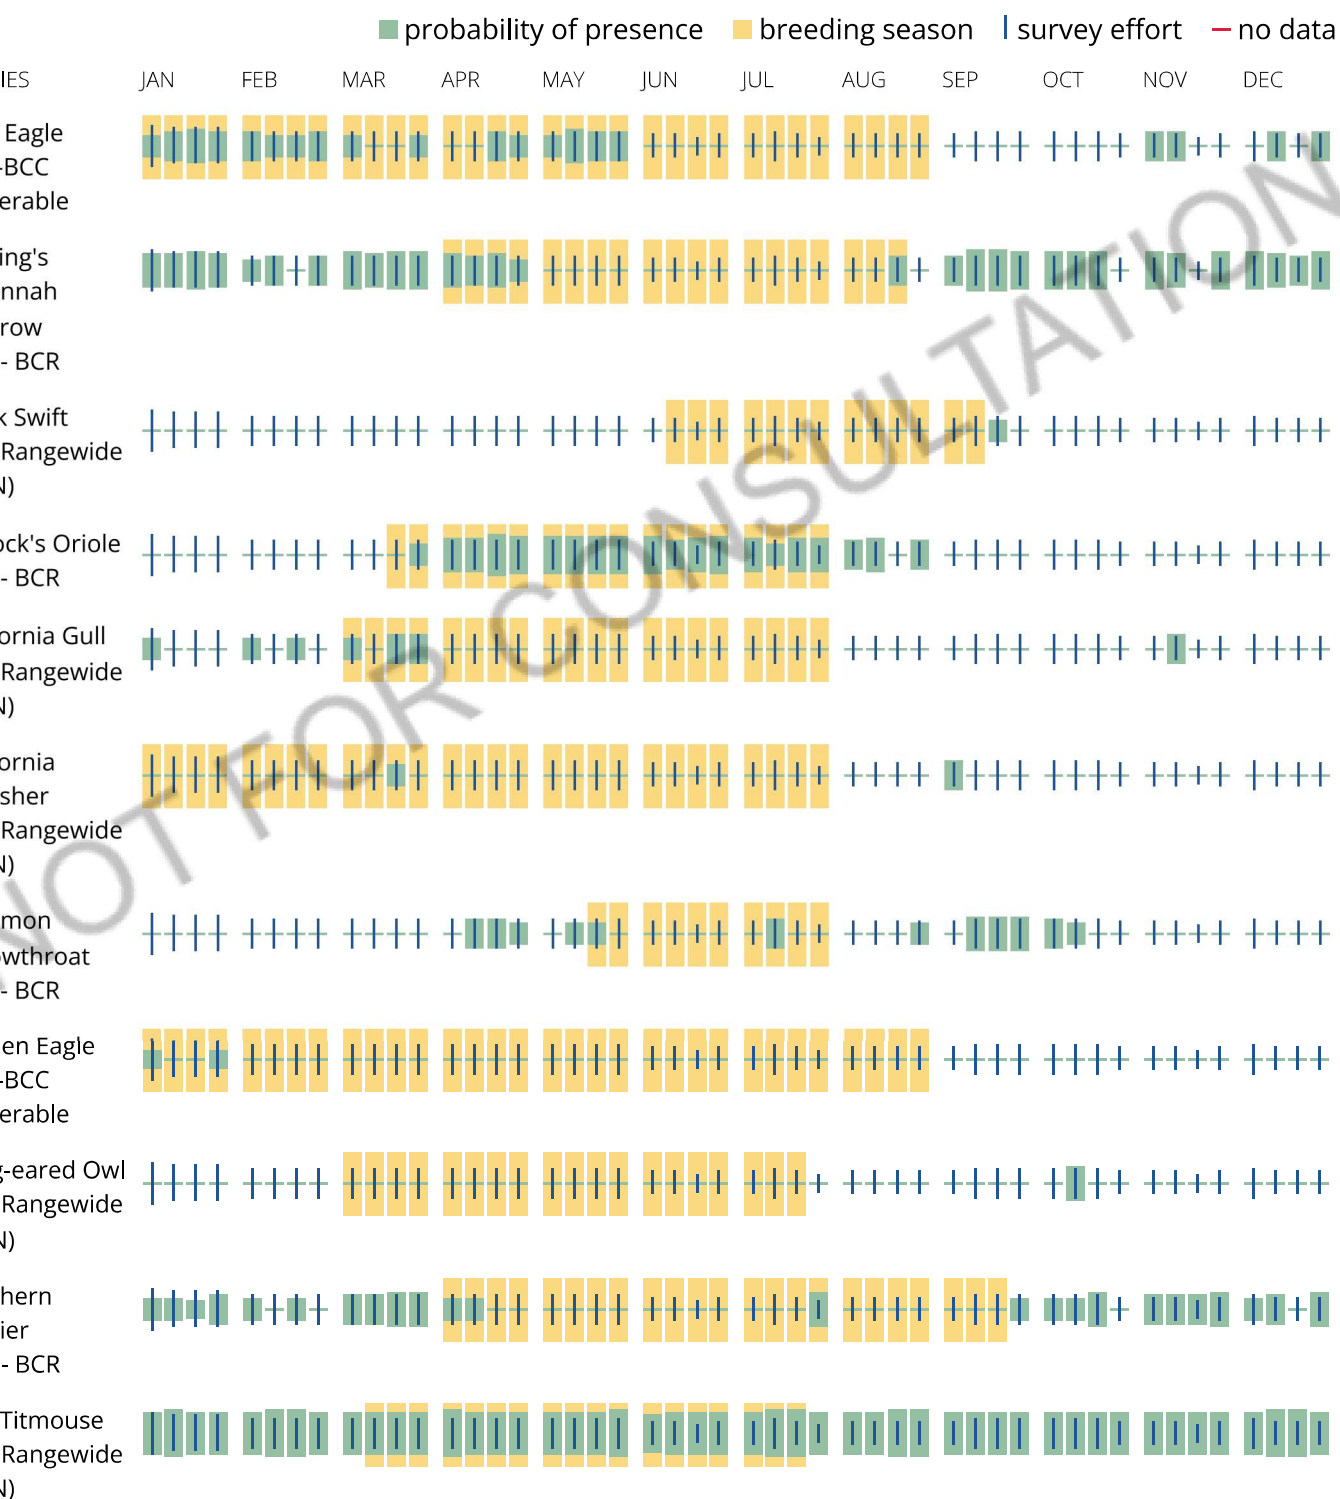 probability of presence breeding season survey effort no data
IES JAN FEB MAR APR MAY JUN JUL AUG SEP OCT NOV DEC
Eagle
-BCC
erable
ing's
nnah
row
- BCR
k Swift
Rangewide
N)
ock's Oriole
- BCR
ornia Gull
Rangewide
N)
ornia
sher
Rangewide
N)
mon
owthroat
- BCR
en Eagle
-BCC
erable
g-eared Owl
Rangewide
N)
hern
ier
- BCR
Titmouse
Rangewide
N)
NOT FOR CONSULTATION